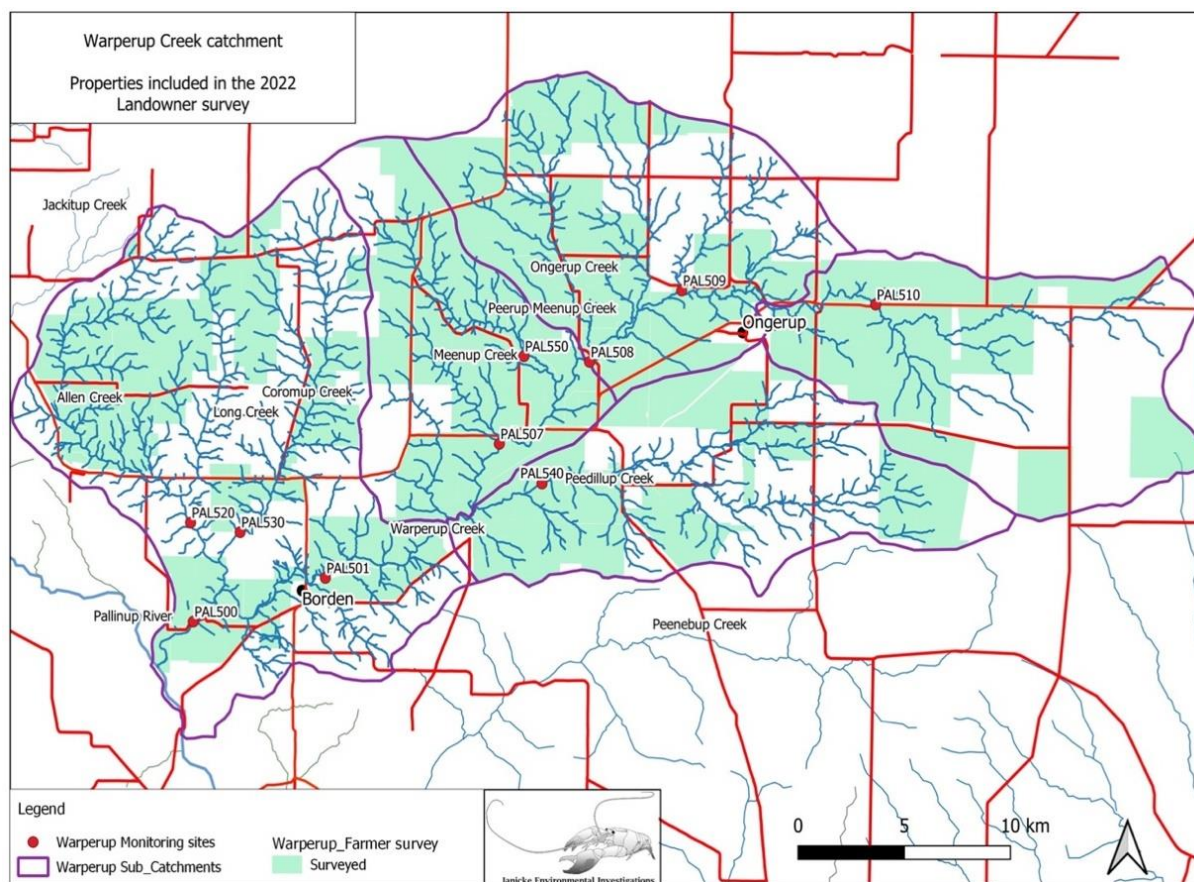 Warperup Creek catchment
Properties included in the 2022
Landowner survey
Jackitup Creek
Ongerup Creek
PAL509
PAL510
Peerup Meenup Creek
Ongerup
Meenup Creek
PAL550
PAL508
Allen Creek
Coromup Creek
Long Creek
PAL507
PAL540
Peedillup Creek
PAL520
PAL530
Warperup Creek
PAL501
Borden
Pallinup River
PAL500
Peenebup Creek
Legend
Warperup Monitoring sites
Warperup Sub_Catchments
Warperup_Farmer survey
Surveyed
Janicke Environmental Investigations
0 5 10 km